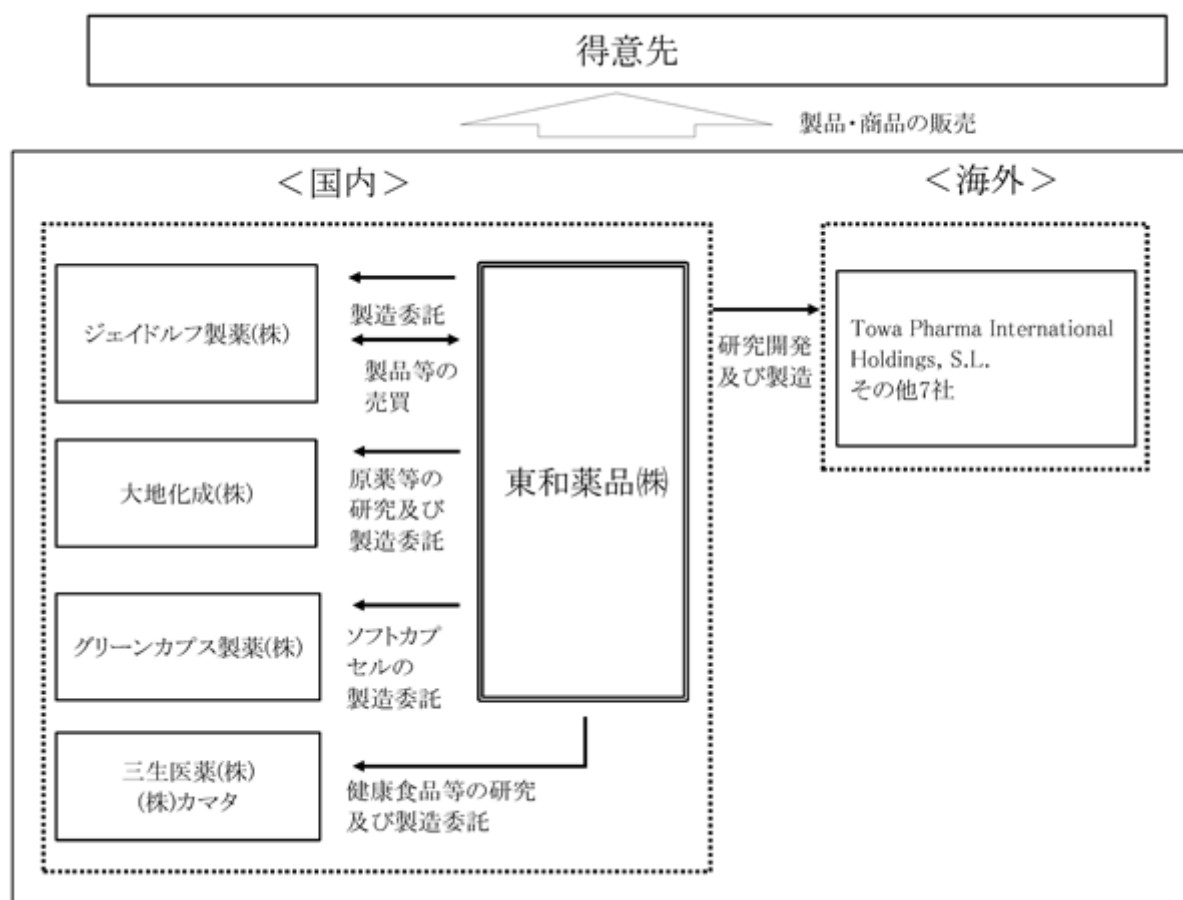 得意先
製品・商品の販売
＜国内＞
＜海外＞
ジェイドルフ製薬(株)
製造委託
製品等の
売買
大地化成(株)
原薬等の
研究及び
製造委託
グリーンカプス製薬(株)
ソフトカプ
セルの
製造委託
三生医薬(株)
(株)カマタ
健康食品等の研究
及び製造委託
東和薬品㈱
研究開発
及び製造
Towa Pharma International
Holdings, S.L.
その他7社